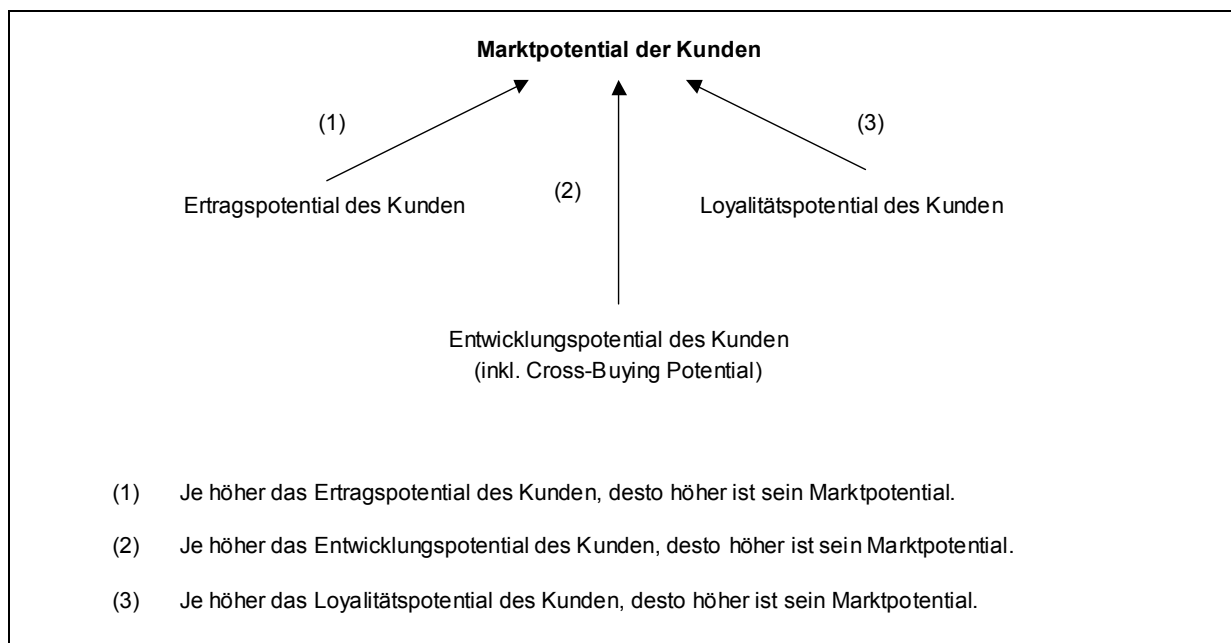 Marktpotential der Kunden
(1)
(3)
(2)
Ertragspotential des Kunden
Loyalitätspotential des Kunden
Entwicklungspotential des Kunden
(inkl. Cross-Buying Potential)
(1) Je höher das Ertragspotential des Kunden, desto höher ist sein Marktpotential.
(2) Je höher das Entwicklungspotential des Kunden, desto höher ist sein Marktpotential.
(3) Je höher das Loyalitätspotential des Kunden, desto höher ist sein Marktpotential.